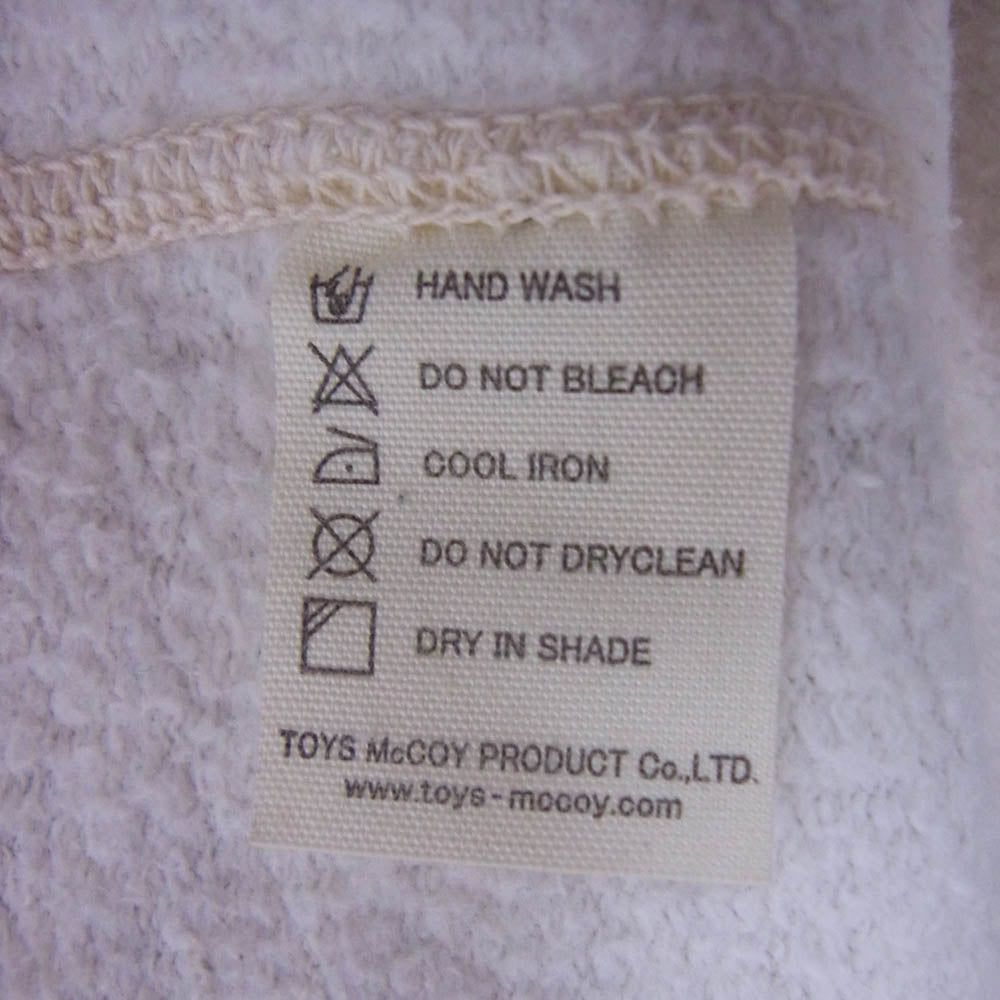 HAND WASH
DO NOT BLEACH
COOL IRON
DO NOT DRYCLEAN
DRY IN SHADE
TOYS McCOY PRODUCT Co.,LTD.
www.toys-mccoy.com